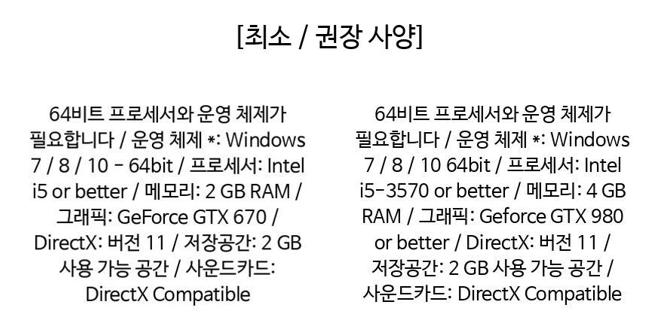 [최소 / 권장 사양]
64비트 프로세서와 운영 체제가
필요합니다 / 운영 체제 *: Windows
7 / 8 / 10 - 64bit / 프로세서: Intel
i5 or better / 메모리: 2 GB RAM /
그래픽: GeForce GTX 670 /
DirectX: 버전 11 / 저장공간: 2 GB
사용 가능 공간 / 사운드카드:
DirectX Compatible
64비트 프로세서와 운영 체제가
필요합니다 / 운영 체제 *: Windows
7 / 8 / 10 64bit / 프로세서: Intel
i5-3570 or better / 메모리: 4 GB
RAM / 그래픽: Geforce GTX 980
or better / DirectX: 버전 11 /
저장공간: 2 GB 사용 가능 공간 /
사운드카드: DirectX Compatible